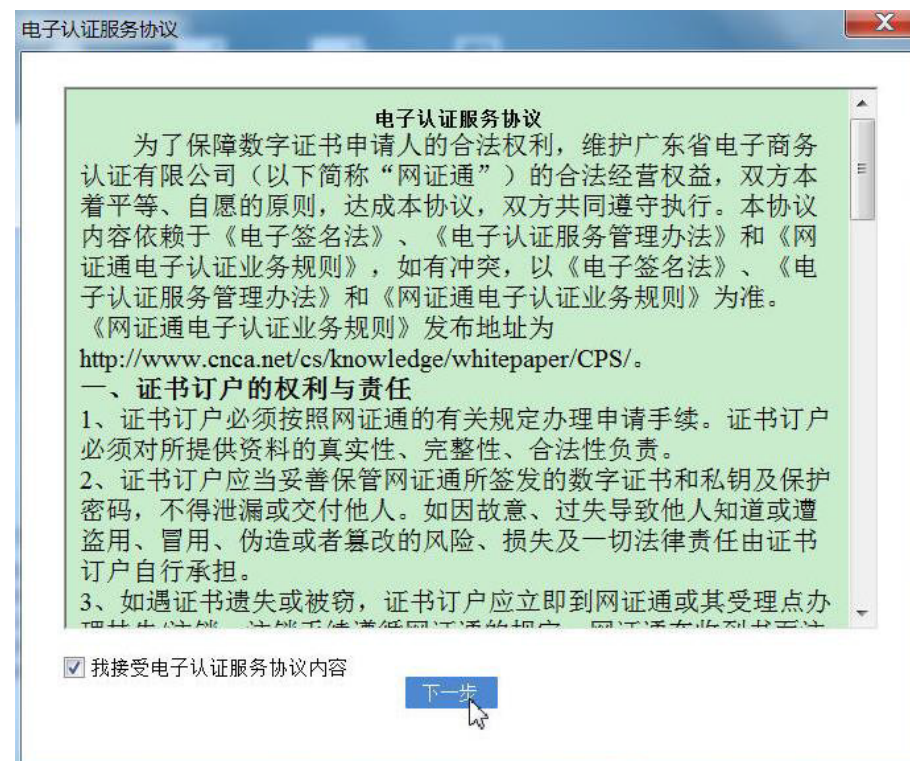 电子认证服务协议
电子认证服务协议
为了保障数字证书申请人的合法权利，维护广东省电子商务
认证有限公司（以下简称“网证通”）的合法经营权益，双方本
着平等、自愿的原则，达成本协议，双方共同遵守执行。本协议
内容依赖于《电子签名法》、《电子认证服务管理办法》和《网
证通电子认证业务规则》，如有冲突，以《电子签名法》、《电
子认证服务管理办法》和《网证通电子认证业务规则》为准。
《网证通电子认证业务规则》发布地址为
http://www.cnca.net/cs/knowledge/whitepaper/CPS/。
一、证书订户的权利与责任
1、证书订户必须按照网证通的有关规定办理申请手续。证书订户
必须对所提供资料的真实性、完整性、合法性负责。
2、证书订户应当妥善保管网证通所签发的数字证书和私钥及保护
密码，不得泄漏或交付他人。如因故意、过失导致他人知道或遭
盗用、冒用、伪造或者篡改的风险、损失及一切法律责任由证书
订户自行承担。
3、如遇证书遗失或被窃，证书订户应立即到网证通或其受理点办
我接受电子认证服务协议内容
下一步